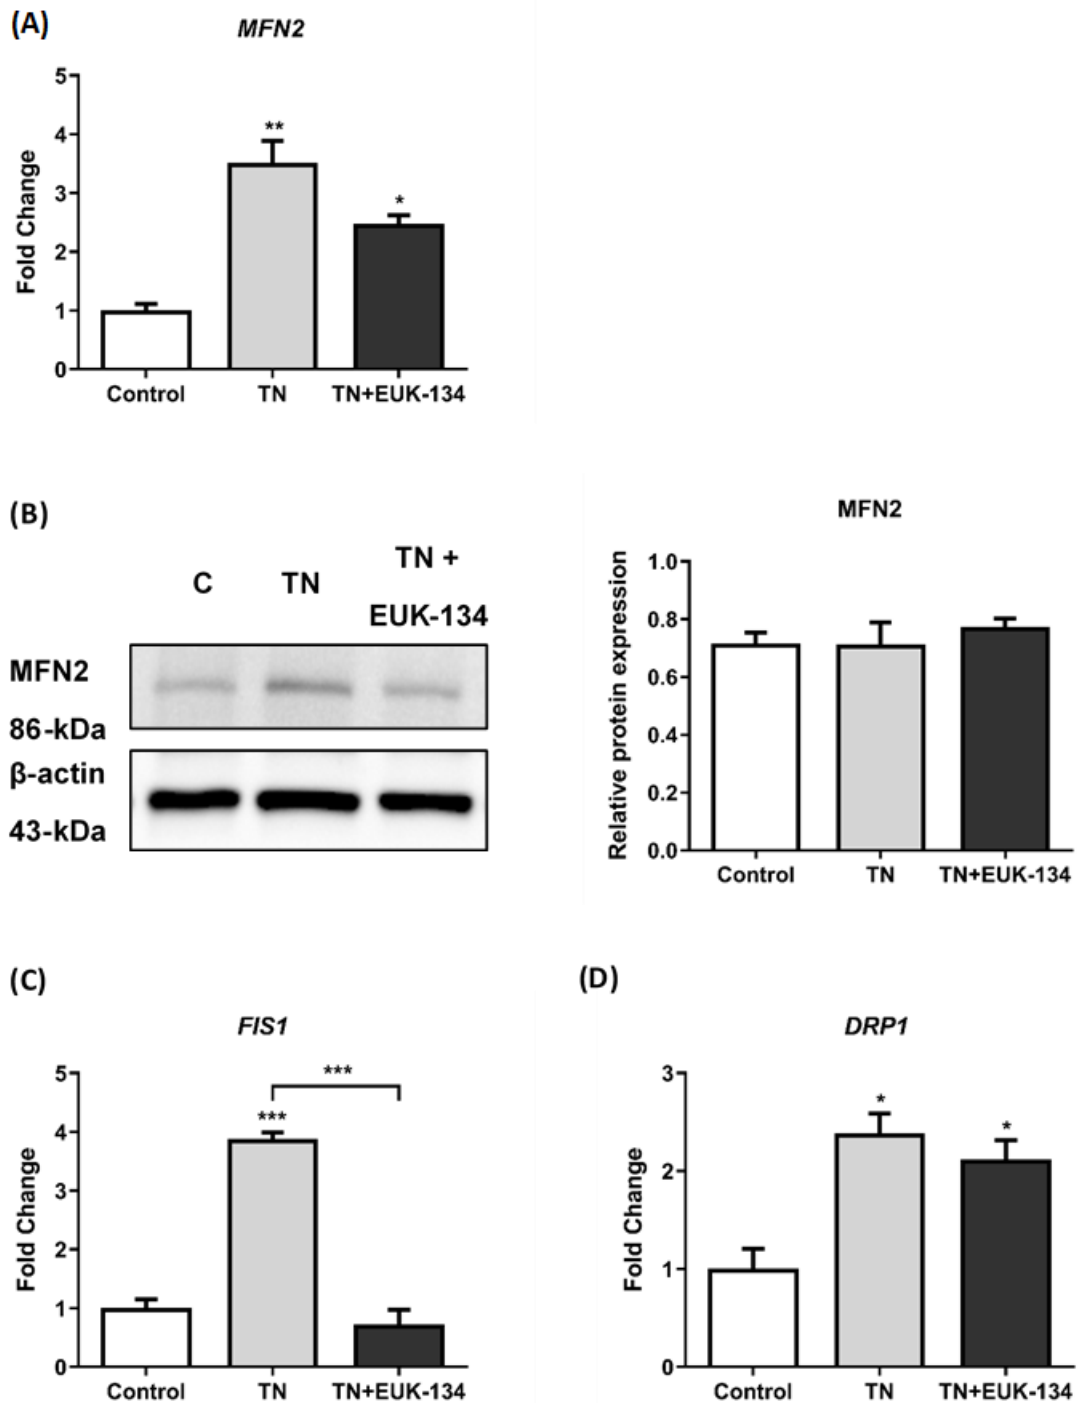 (A)
MFN2
Fold Change
5
4
3
2
1
0
**
*
Control TN TN+EUK-134
(B)
C TN TN +
EUK-134
MFN2
86-kDa
β-actin
43-kDa
MFN2
Relative protein expression
1.0
0.8
0.6
0.4
0.2
0.0
Control TN TN+EUK-134
(C)
FIS1
Fold Change
5
4
3
2
1
0
***
***
Control TN TN+EUK-134
(D)
DRP1
Fold Change
3
2
1
0
*
*
Control TN TN+EUK-134